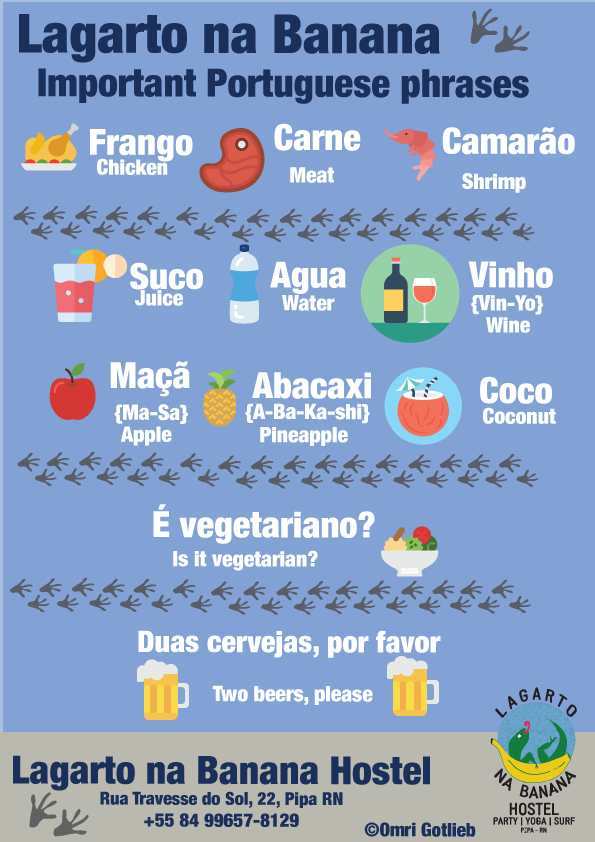 Lagarto na Banana
Important Portuguese phrases
Frango
Chicken
Carne
Meat
Camarão
Shrimp
Suco
Juice
Agua
Water
Vinho
{Vin-Yo}
Wine
Maçã
{Ma-Sa}
Apple
Abacaxi
{A-Ba-Ka-shi}
Pineapple
Coco
Coconut
É vegetariano?
Is it vegetarian?
Duas cervejas, por favor
Two beers, please
Lagarto na Banana Hostel
Rua Travesse do Sol, 22, Pipa RN
+55 84 99657-8129
©Omri Gotlieb
LAGARTO
NA BANANA
HOSTEL
PARTY | YOGA | SURF
PIPA - RN